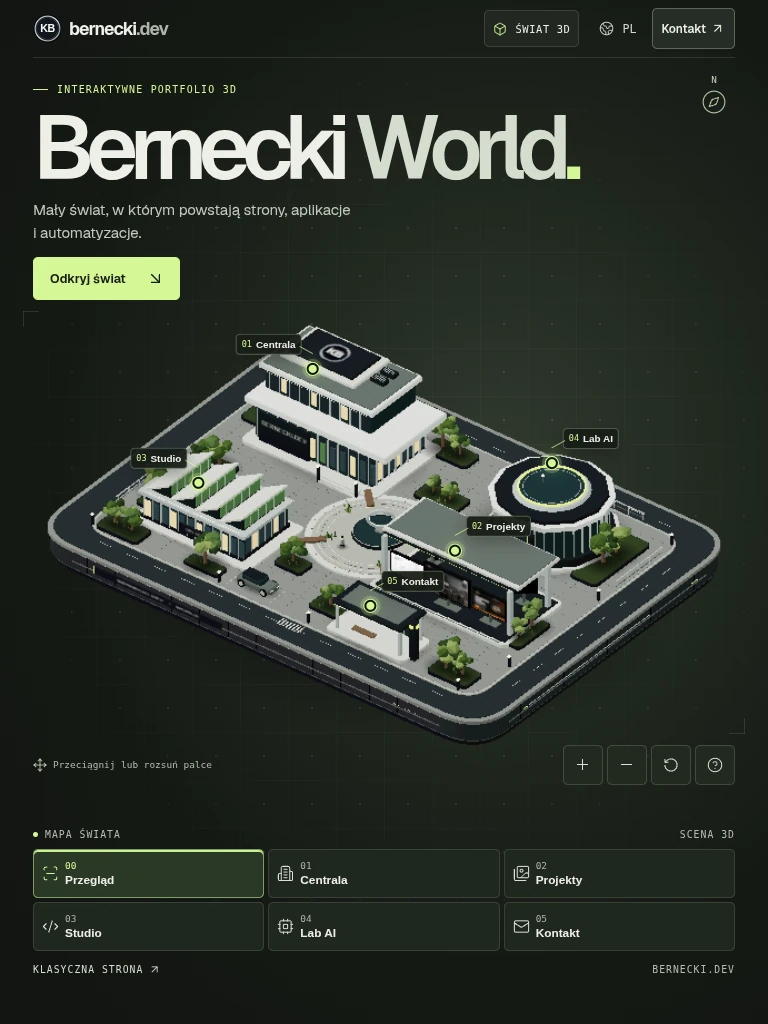 KB bernecki.dev
ŚWIAT 3D
PL
Kontakt
INTERAKTYWNE PORTFOLIO 3D
N
Bernecki World.
Mały świat, w którym powstają strony, aplikacje
i automatyzacje.
Odkryj świat
KB
01 Centrala
04 Lab AI
03 Studio
02 Projekty
05 Kontakt
Przeciągnij lub rozsuń palce
MAPA ŚWIATA
SCENA 3D
00
Przegląd
01
Centrala
02
Projekty
03
Studio
04
Lab AI
05
Kontakt
KLASYCZNA STRONA
BERNECKI.DEV